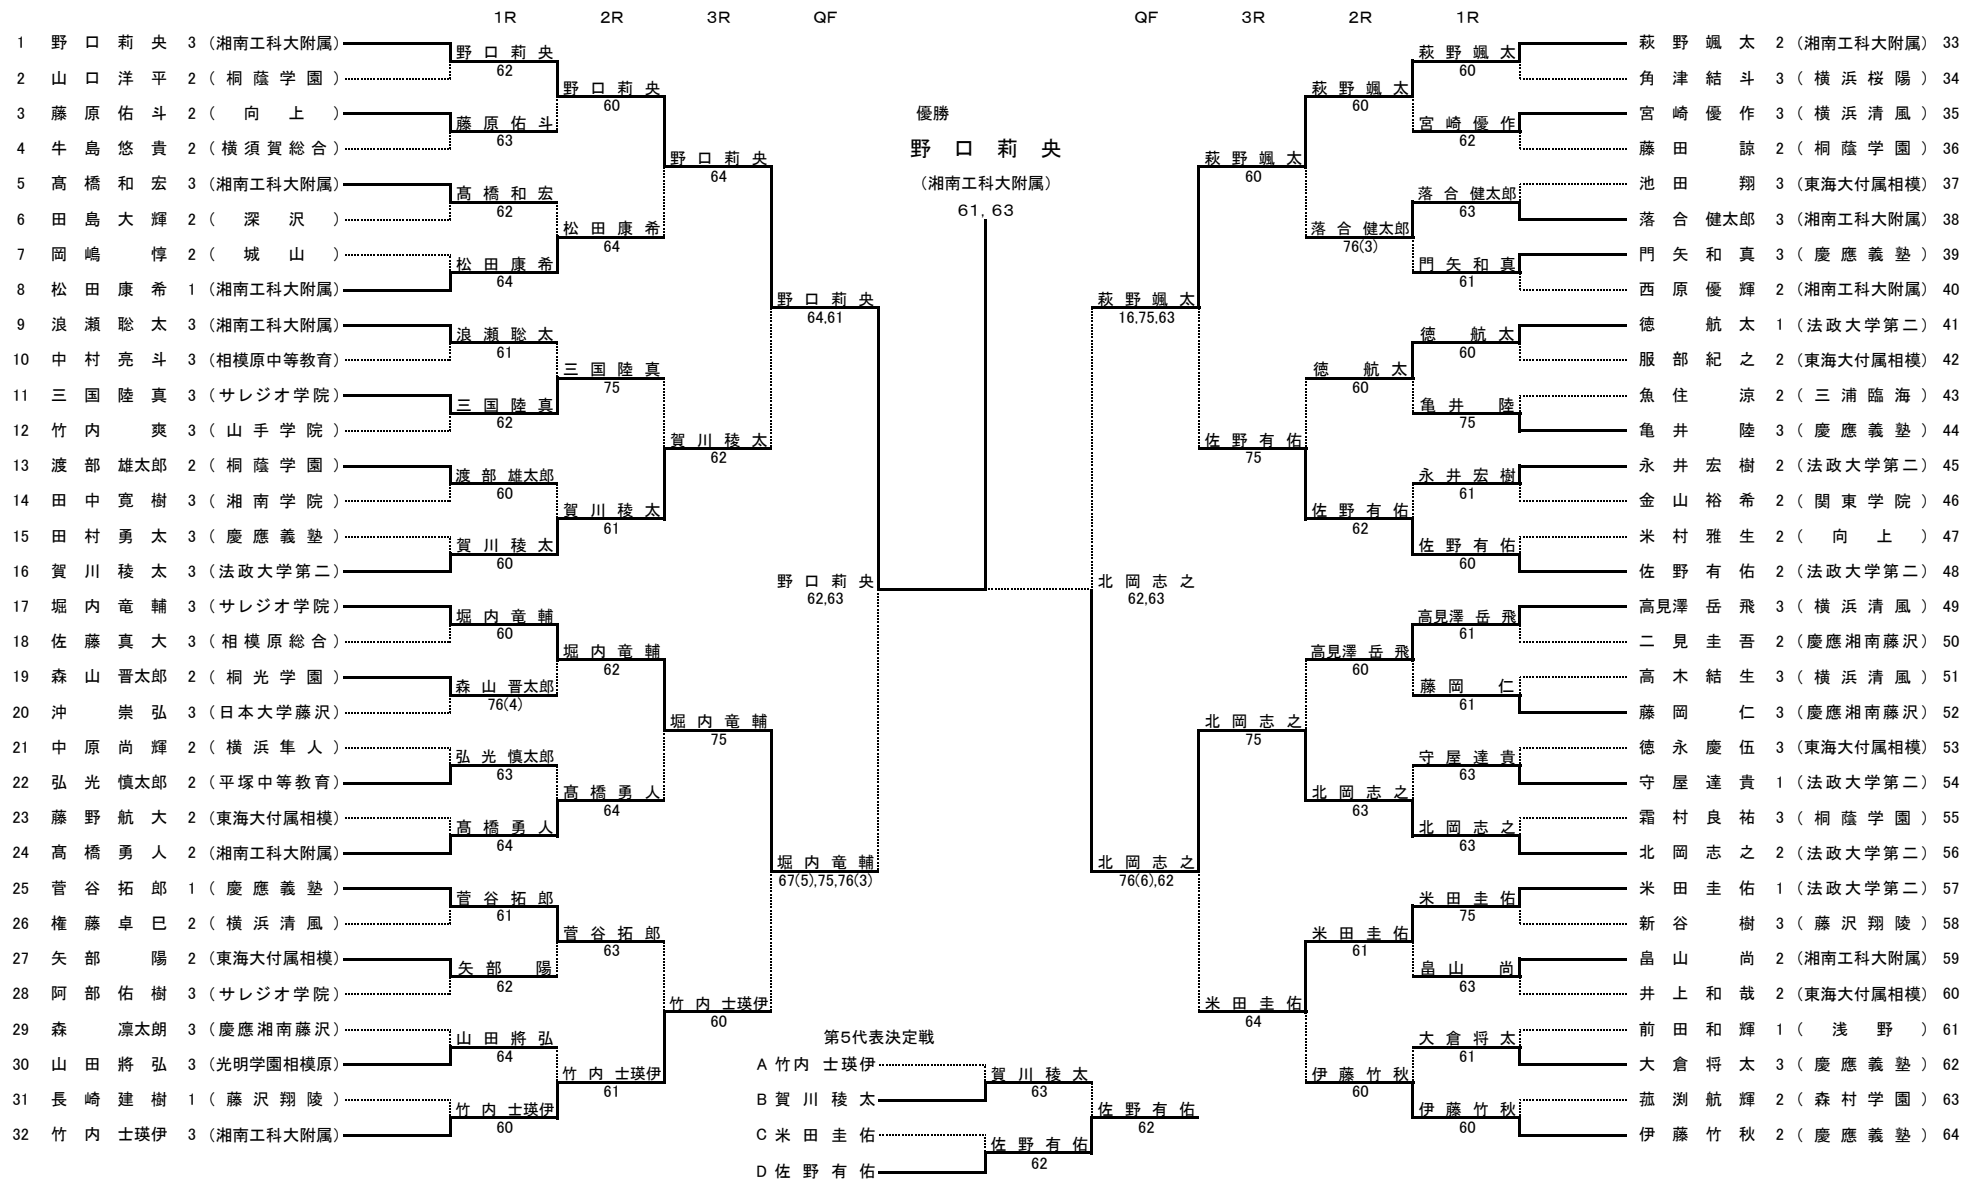 1R 2R 3R QF QF 3R 2R 1R
1 野口莉央 3 (湘南工科大附属)
2 山口洋平 2 (桐蔭学園)
3 藤原佑斗 2 (向上)
4 牛島悠貴 2 (横須賀総合)
5 髙橋和宏 3 (湘南工科大附属)
6 田島大輝 2 (深沢)
7 岡嶋惇 2 (城山)
8 松田康希 1 (湘南工科大附属)
9 浪瀬聡太 3 (湘南工科大附属)
10 中村亮斗 3 (相模原中等教育)
11 三国陸真 3 (サレジオ学院)
12 竹内爽 3 (山手学院)
13 渡部雄太郎 2 (桐蔭学園)
14 田中寛樹 3 (湘南学院)
15 田村勇太 3 (慶應義塾)
16 賀川稜太 3 (法政大学第二)
17 堀内竜輔 3 (サレジオ学院)
18 佐藤真大 3 (相模原総合)
19 森山晋太郎 2 (桐光学園)
20 沖崇弘 3 (日本大学藤沢)
21 中原尚輝 2 (横浜隼人)
22 弘光慎太郎 2 (平塚中等教育)
23 藤野航大 2 (東海大付属相模)
24 髙橋勇人 2 (湘南工科大附属)
25 菅谷拓郎 1 (慶應義塾)
26 権藤卓巳 2 (横浜清風)
27 矢部陽 2 (東海大付属相模)
28 阿部佑樹 3 (サレジオ学院)
29 森凛太朗 3 (慶應湘南藤沢)
30 山田將弘 3 (光明学園相模原)
31 長崎建樹 1 (藤沢翔陵)
32 竹内士瑛伊 3 (湘南工科大附属)
野口莉央
62
藤原佑斗
63
髙橋和宏
62
松田康希
64
浪瀬聡太
61
三国陸真
62
渡部雄太郎
60
賀川稜太
60
堀内竜輔
60
森山晋太郎
76(4)
弘光慎太郎
63
髙橋勇人
64
菅谷拓郎
61
矢部陽
62
山田將弘
64
竹内士瑛伊
60
野口莉央
60
松田康希
64
三国陸真
75
賀川稜太
61
堀内竜輔
62
髙橋勇人
64
菅谷拓郎
63
竹内士瑛伊
61
野口莉央
64
賀川稜太
62
堀内竜輔
75
竹内士瑛伊
60
野口莉央
64,61
堀内竜輔
67(5),75,76(3)
野口莉央
62,63
優勝
野口莉央
(湘南工科大附属)
61, 63
北岡志之
62,63
萩野颯太
16,75,63
北岡志之
76(6),62
萩野颯太
60
佐野有佑
75
北岡志之
75
米田圭佑
64
萩野颯太
60
落合健太郎
76(3)
徳航太
60
佐野有佑
62
高見澤岳飛
60
北岡志之
63
米田圭佑
61
伊藤竹秋
60
萩野颯太
60
宮崎優作
62
落合健太郎
63
門矢和真
61
徳航太
60
亀井陸
75
永井宏樹
61
佐野有佑
60
高見澤岳飛
61
藤岡仁
61
守屋達貴
63
北岡志之
63
米田圭佑
75
畠山尚
63
大倉将太
61
伊藤竹秋
60
萩野颯太 2 (湘南工科大附属) 33
角津結斗 3 (横浜桜陽) 34
宮崎優作 3 (横浜清風) 35
藤田諒 2 (桐蔭学園) 36
池田翔 3 (東海大付属相模) 37
落合健太郎 3 (湘南工科大附属) 38
門矢和真 3 (慶應義塾) 39
西原優輝 2 (湘南工科大附属) 40
徳航太 1 (法政大学第二) 41
服部紀之 2 (東海大付属相模) 42
魚住涼 2 (三浦臨海) 43
亀井陸 3 (慶應義塾) 44
永井宏樹 2 (法政大学第二) 45
金山裕希 2 (関東学院) 46
米村雅生 2 (向上) 47
佐野有佑 2 (法政大学第二) 48
高見澤岳飛 3 (横浜清風) 49
二見圭吾 2 (慶應湘南藤沢) 50
高木結生 3 (横浜清風) 51
藤岡仁 3 (慶應湘南藤沢) 52
徳永慶伍 3 (東海大付属相模) 53
守屋達貴 1 (法政大学第二) 54
霜村良祐 3 (桐蔭学園) 55
北岡志之 2 (法政大学第二) 56
米田圭佑 1 (法政大学第二) 57
新谷樹 3 (藤沢翔陵) 58
畠山尚 2 (湘南工科大附属) 59
井上和哉 2 (東海大付属相模) 60
前田和輝 1 (浅野) 61
大倉将太 3 (慶應義塾) 62
菰渕航輝 2 (森村学園) 63
伊藤竹秋 2 (慶應義塾) 64
第5代表決定戦
A 竹内士瑛伊
B 賀川稜太
C 米田圭佑
D 佐野有佑
賀川稜太
63
佐野有佑
62
佐野有佑
62